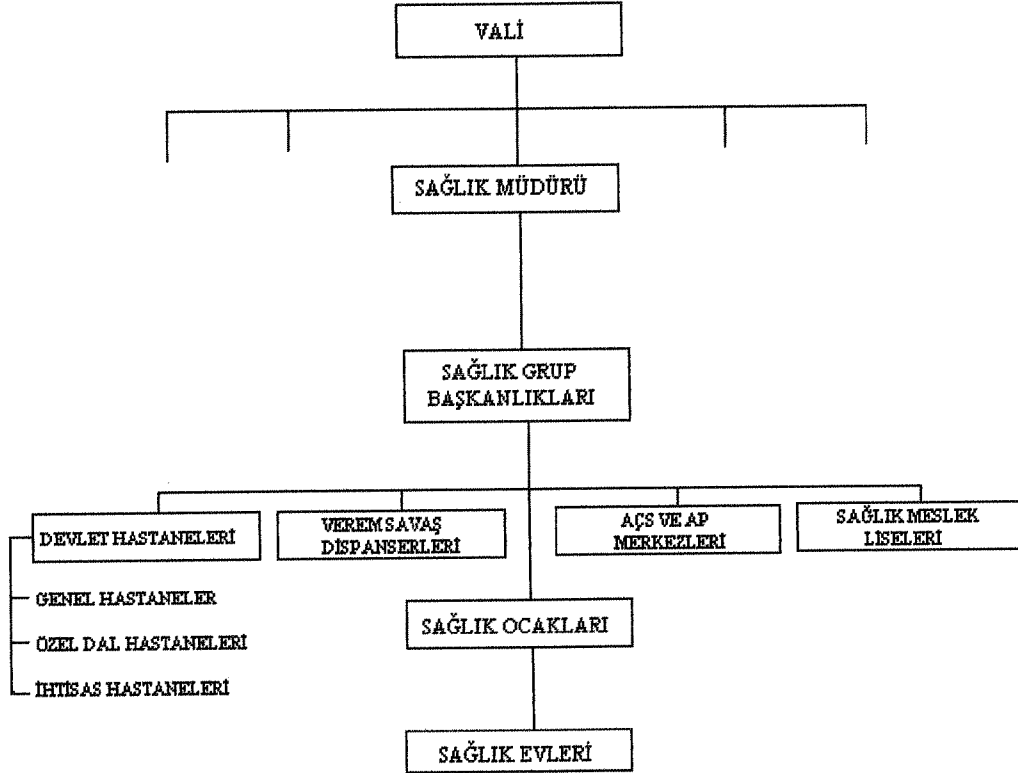 VALİ
SAĞLIK MÜDÜRÜ
SAĞLIK GRUP
BAŞKANLIKLARI
DEVLET HASTANELERİ
VEREM SAVAŞ
DİSPANSERLERİ
AÇS VE AP
MERKEZLERİ
SAĞLIK MESLEK
LİSELERİ
GENEL HASTANELER
ÖZEL DAL HASTANELERİ
İHTİSAS HASTANELERİ
SAĞLIK OCAKLARI
SAĞLIK EVLERİ